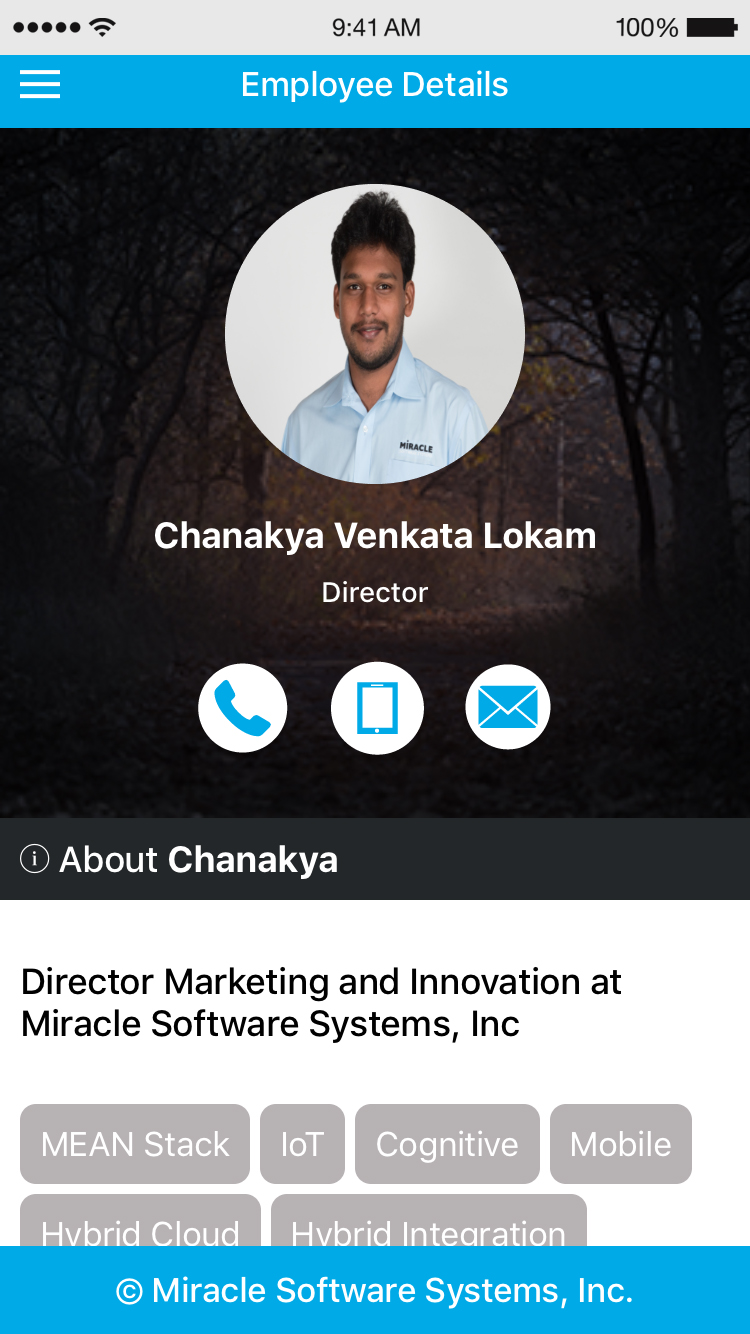 9:41 AM 100%
Employee Details
MIRACLE
Chanakya Venkata Lokam
Director
About Chanakya
Director Marketing and Innovation at
Miracle Software Systems, Inc
MEAN Stack IoT Cognitive Mobile
Hybrid Cloud Hybrid Integration
© Miracle Software Systems, Inc.